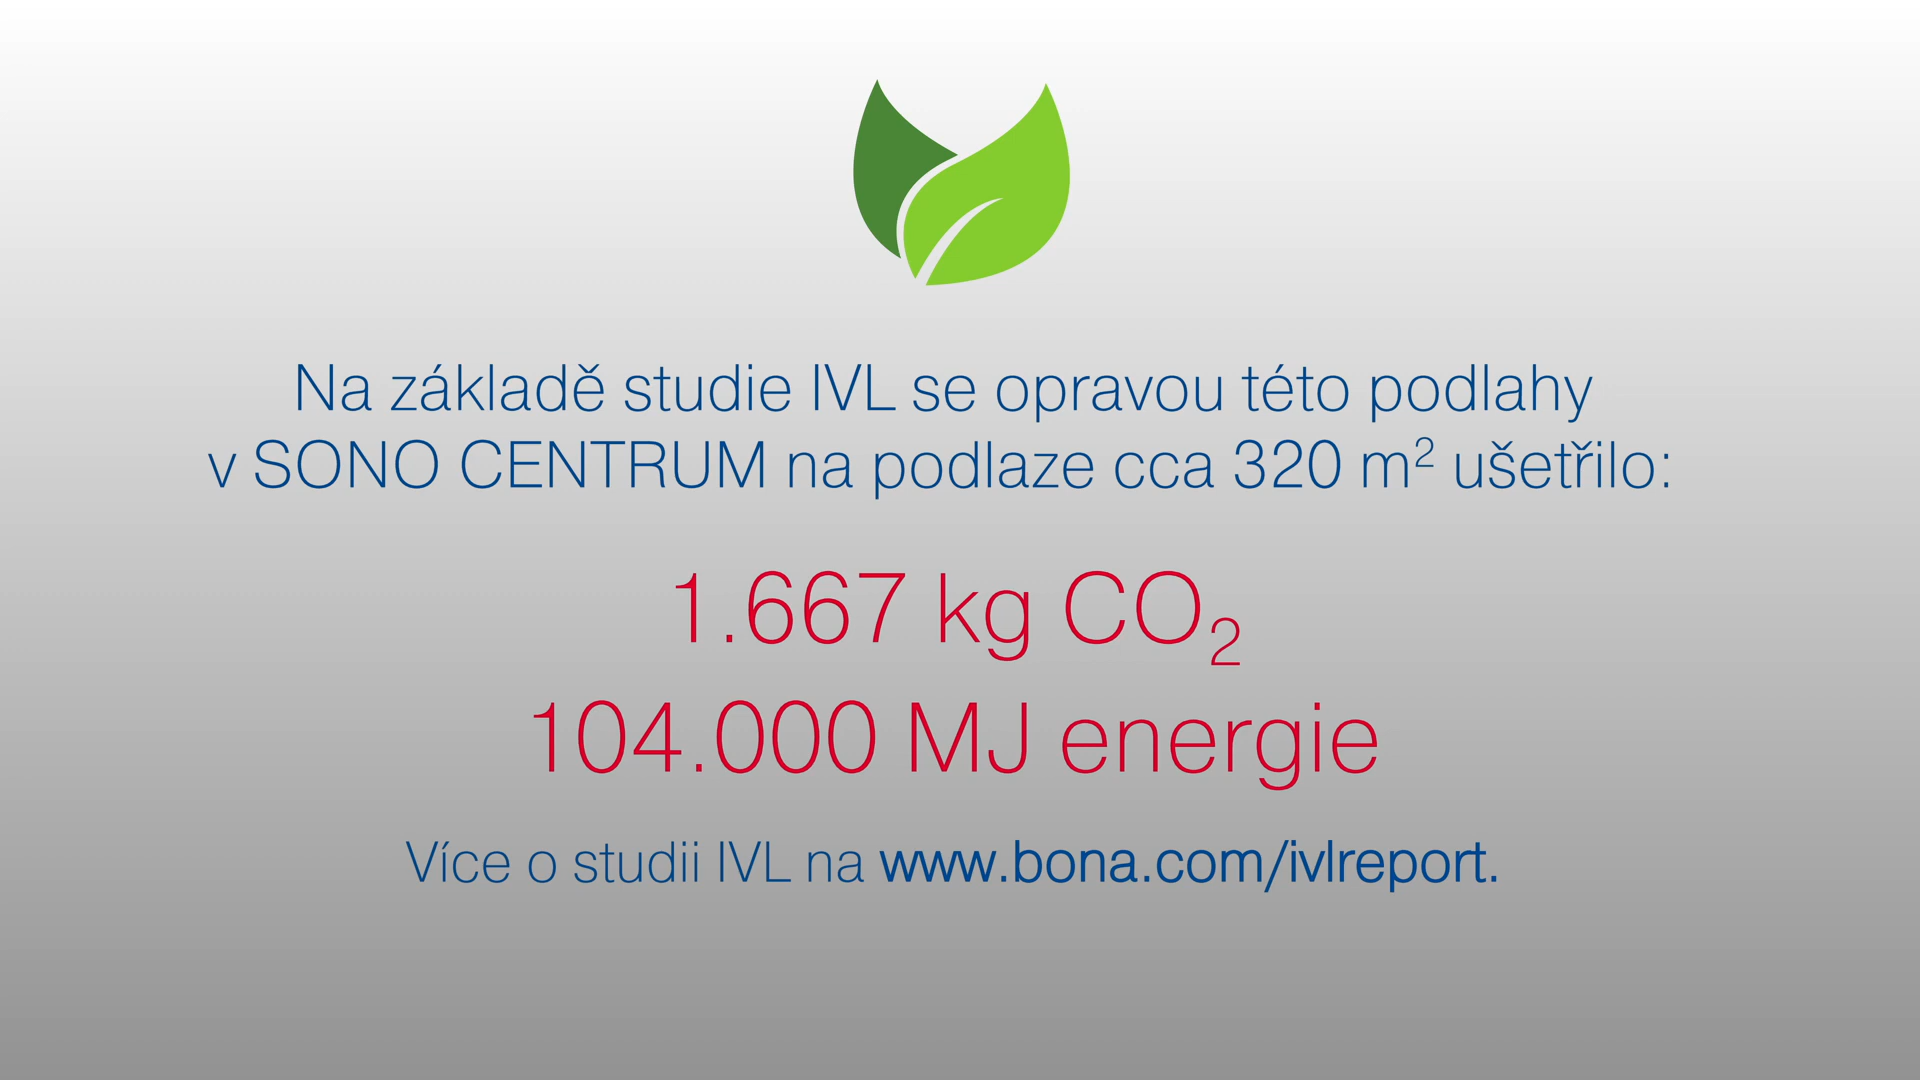 Na základě studie IVL se opravou této podlahy
v SONO CENTRUM na podlaze cca 320 m² ušetřilo:
1.667 kg CO₂
104.000 MJ energie
Více o studii IVL na www.bona.com/ivlreport.